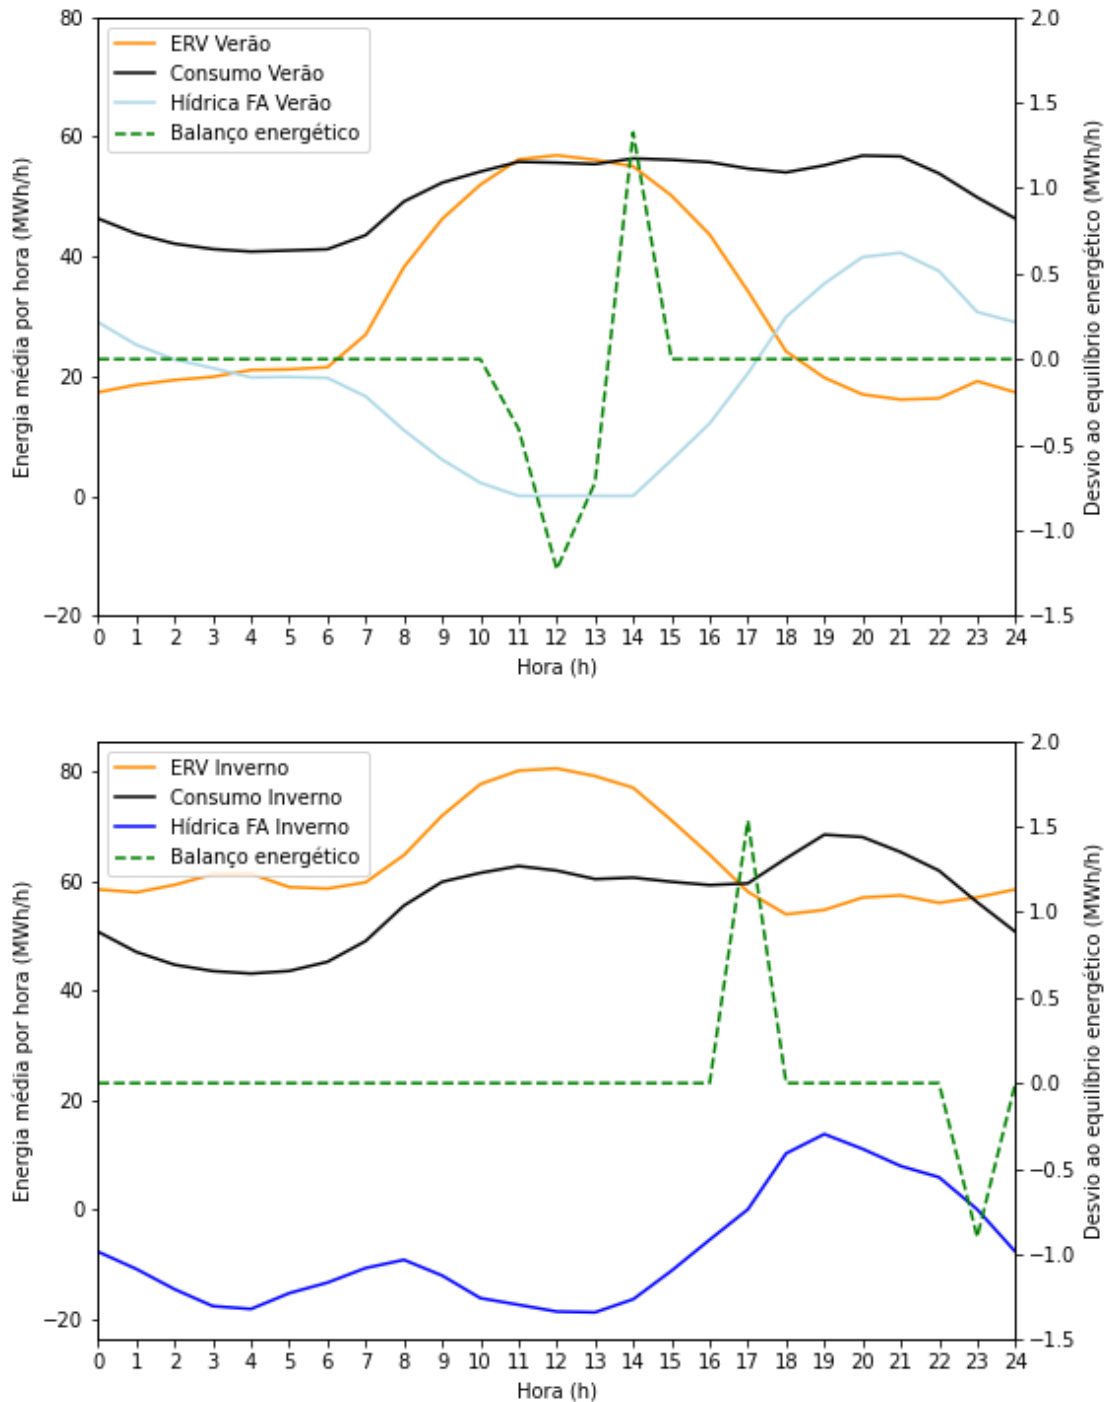 ERV Verão
Consumo Verão
Hídrica FA Verão
Balanço energético
80
60
40
20
0
−20
Energia média por hora (MWh/h)
2.0
1.5
1.0
0.5
0.0
−0.5
−1.0
−1.5
Desvio ao equilíbrio energético (MWh/h)
0 1 2 3 4 5 6 7 8 9 10 11 12 13 14 15 16 17 18 19 20 21 22 23 24
Hora (h)
ERV Inverno
Consumo Inverno
Hídrica FA Inverno
Balanço energético
80
60
40
20
0
−20
Energia média por hora (MWh/h)
2.0
1.5
1.0
0.5
0.0
−0.5
−1.0
−1.5
Desvio ao equilíbrio energético (MWh/h)
0 1 2 3 4 5 6 7 8 9 10 11 12 13 14 15 16 17 18 19 20 21 22 23 24
Hora (h)